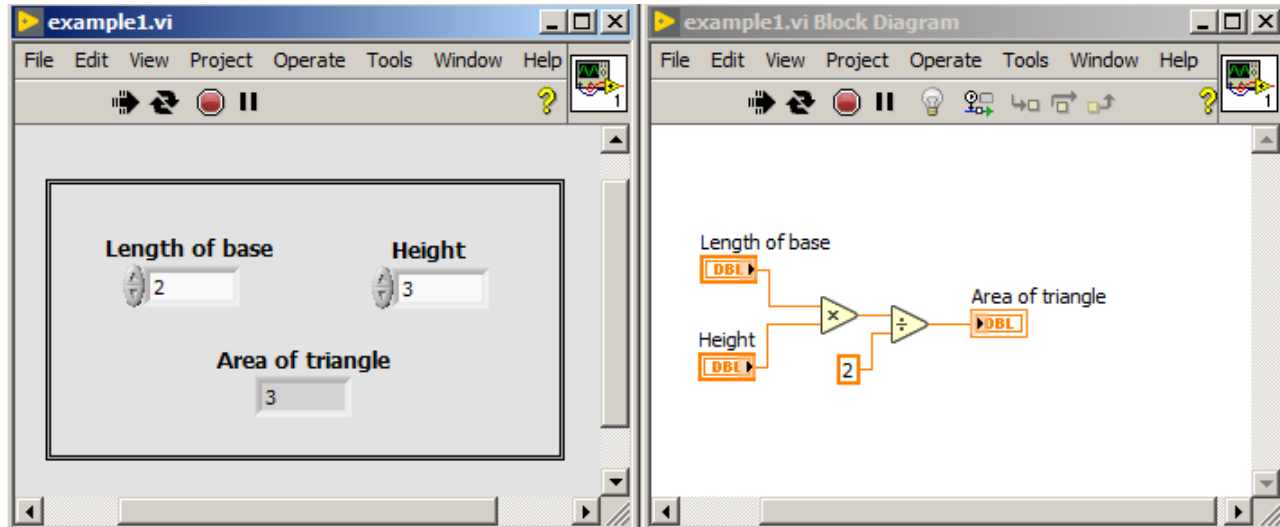 example1.vi
File Edit View Project Operate Tools Window Help
?
1
Length of base
2
Height
3
Area of triangle
3
example1.vi Block Diagram
File Edit View Project Operate Tools Window Help
?
1
Length of base
DBL
Height
DBL
×
2
÷
Area of triangle
DBL